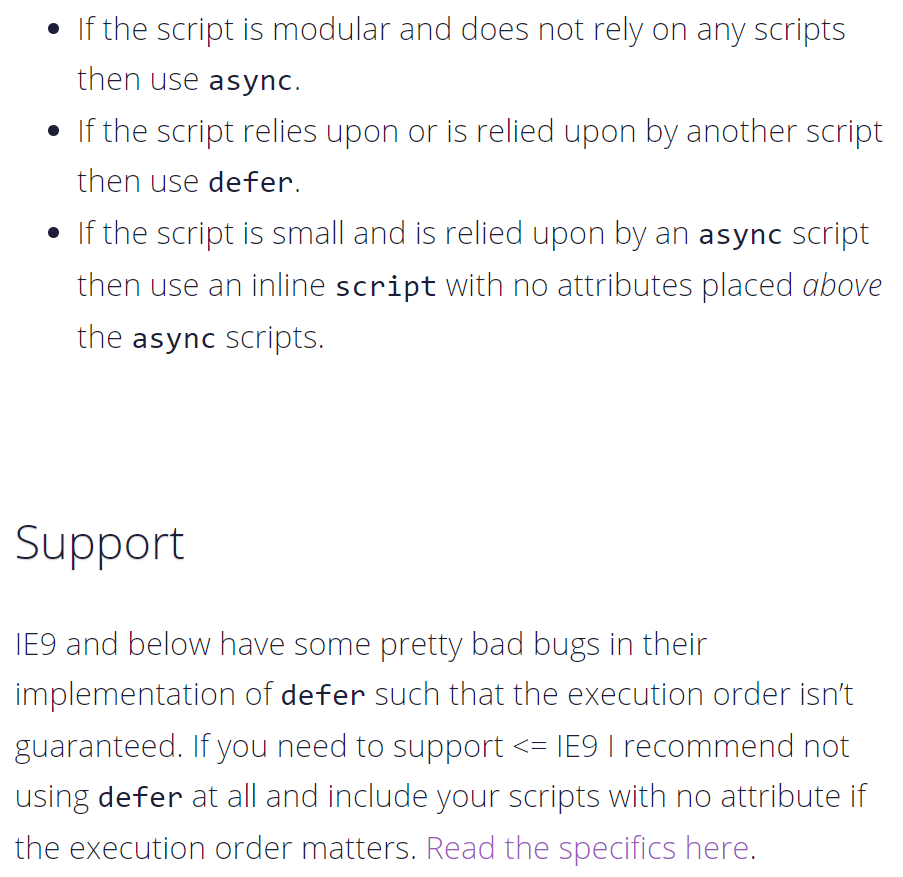 • If the script is modular and does not rely on any scripts
then use async.
• If the script relies upon or is relied upon by another script
then use defer.
• If the script is small and is relied upon by an async script
then use an inline script with no attributes placed above
the async scripts.
Support
IE9 and below have some pretty bad bugs in their
implementation of defer such that the execution order isn’t
guaranteed. If you need to support <= IE9 I recommend not
using defer at all and include your scripts with no attribute if
the execution order matters. Read the specifics here.